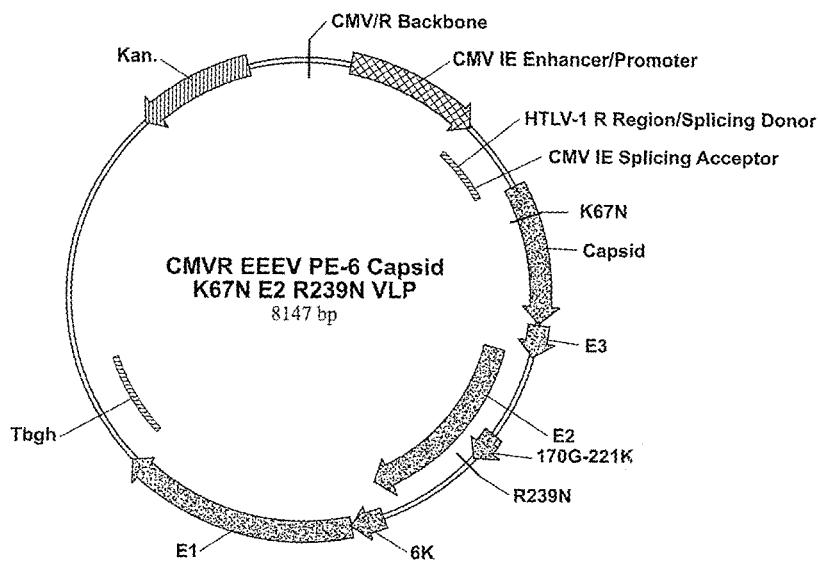 CMV/R Backbone
Kan.
CMV IE Enhancer/Promoter
HTLV-1 R Region/Splicing Donor
CMV IE Splicing Acceptor
K67N
Capsid
CMVR EEEV PE-6 Capsid
K67N E2 R239N VLP
8147 bp
E3
E2
170G-221K
R239N
Tbgh
E1
6K